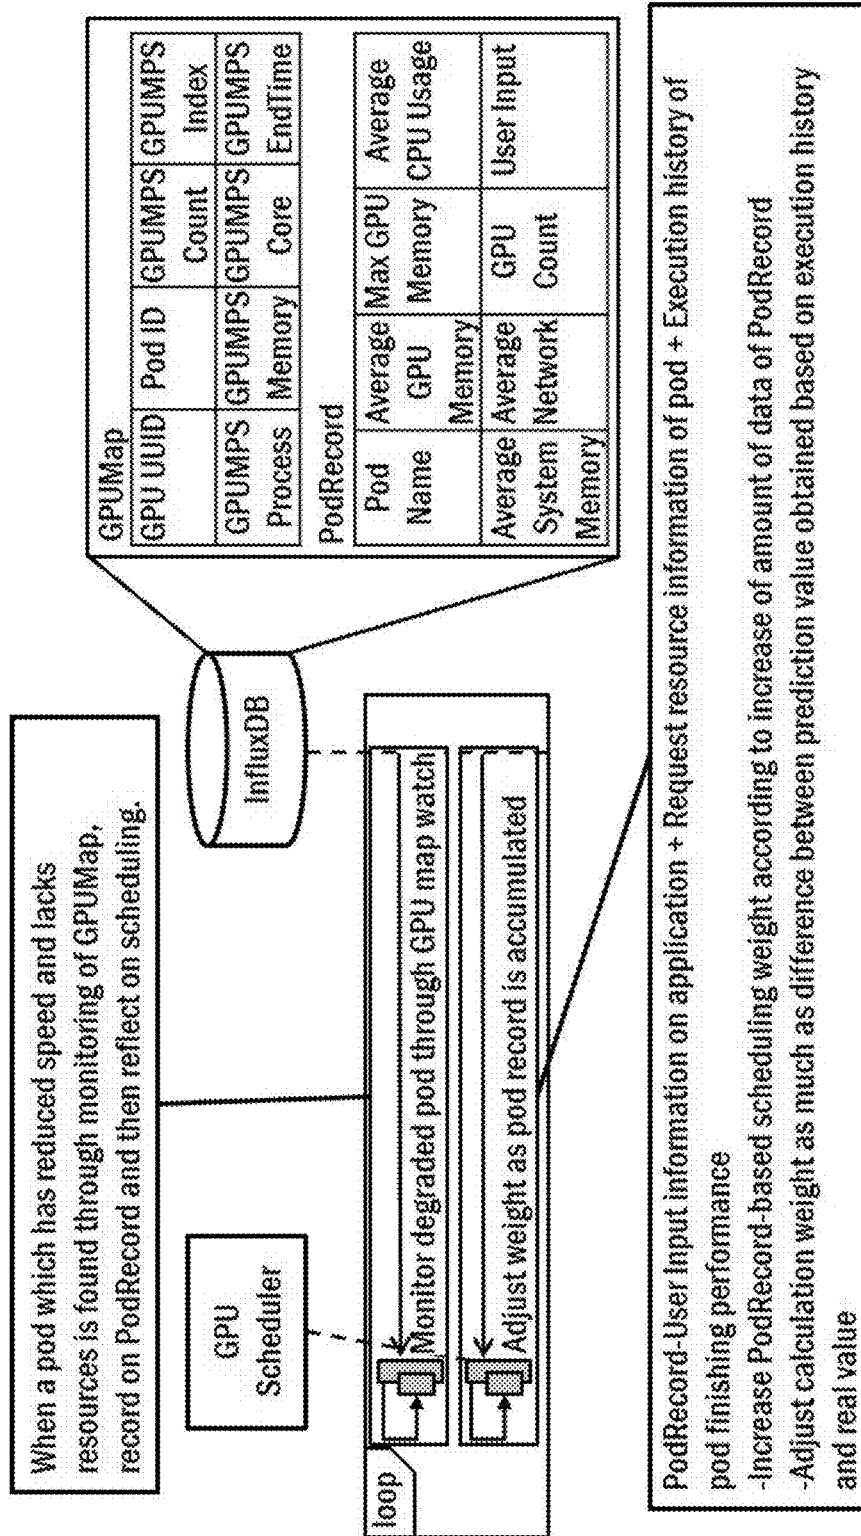 When a pod which has reduced speed and lacks
resources is found through monitoring of GPUMap,
record on PodRecord and then reflect on scheduling.
GPU
Scheduler
InfluxDB
loop
Monitor degraded pod through GPU map watch
Adjust weight as pod record is accumulated
GPUMap
GPU UUID
Pod ID
GPUMPS
Count
GPUMPS
Index
GPUMPS
Process
GPUMPS
Memory
GPUMPS
Core
GPUMPS
EndTime
PodRecord
Pod
Name
Average
GPU
Memory
Max GPU
Memory
Average
CPU Usage
Average
System
Memory
Average
Network
GPU
Count
User Input
PodRecord-User Input information on application + Request resource information of pod + Execution history of
pod finishing performance
-Increase PodRecord-based scheduling weight according to increase of amount of data of PodRecord
-Adjust calculation weight as much as difference between prediction value obtained based on execution history
and real value